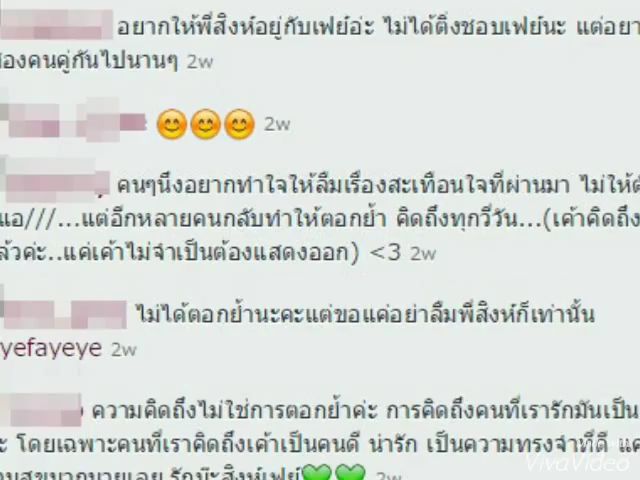 อยากให้พี่สิงห์อยู่กับเฟย์อ่ะ ไม่ได้ติ่งชอบเฟย์นะ แต่อยา
สองคนคู่กันไปนานๆ 2w
😊😊😊 2w
คนๆนึงอยากทำใจให้ลืมเรื่องสะเทือนใจที่ผ่านมา ไม่ให้
แอ///...แต่อีกหลายคนกลับทำให้ตอกย้ำ คิดถึงทุกวี่วัน...(เค้าคิดถึง
ล้วค่ะ..แค่เค้าไม่จำเป็นต้องแสดงออก) <3 2w
ไม่ได้ตอกย้ำนะคะแต่ขอแค่อย่าลืมพี่สิงห์ก็เท่านั้น
yefayeye 2w
ความคิดถึงไม่ใช่การตอกย้ำค่ะ การคิดถึงคนที่เรารักมันเป็น
ะ โดยเฉพาะคนที่เราคิดถึงเค้าเป็นคนดี น่ารัก เป็นความทรงจำที่ดี แค
รักน๊ะสิงห์เฟย์💚💚 2w
VivaVideo